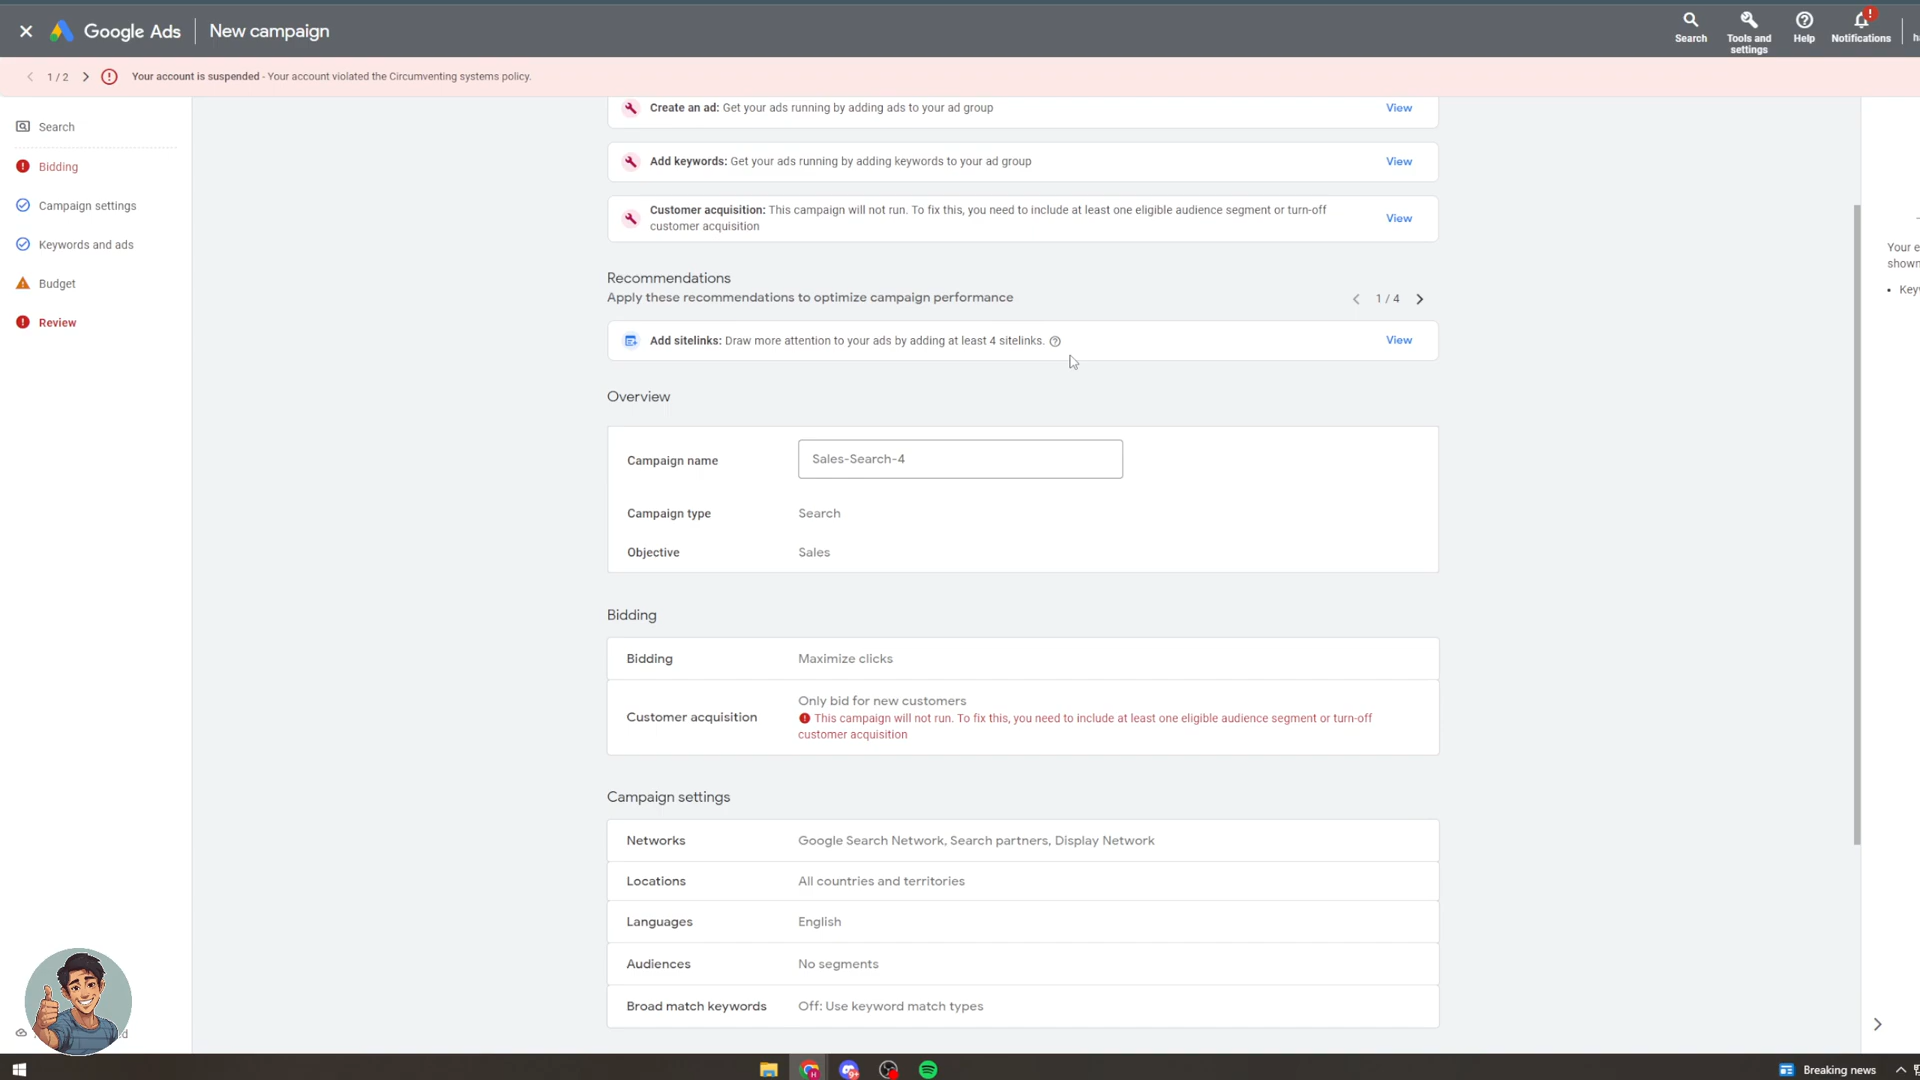 Google Ads
New campaign
Search
Tools and
settings
Help
Notifications
1 / 2
Your account is suspended - Your account violated the Circumventing systems policy.
Search
Bidding
Campaign settings
Keywords and ads
Budget
Review
Create an ad: Get your ads running by adding ads to your ad group
View
Add keywords: Get your ads running by adding keywords to your ad group
View
Customer acquisition: This campaign will not run. To fix this, you need to include at least one eligible audience segment or turn-off
customer acquisition
View
Recommendations
Apply these recommendations to optimize campaign performance
1 / 4
Add sitelinks: Draw more attention to your ads by adding at least 4 sitelinks.
View
Overview
Campaign name
Sales-Search-4
Campaign type
Search
Objective
Sales
Bidding
Bidding
Maximize clicks
Customer acquisition
Only bid for new customers
This campaign will not run. To fix this, you need to include at least one eligible audience segment or turn-off
customer acquisition
Campaign settings
Networks
Google Search Network, Search partners, Display Network
Locations
All countries and territories
Languages
English
Audiences
No segments
Broad match keywords
Off: Use keyword match types
Your e
shown
Key
Breaking news